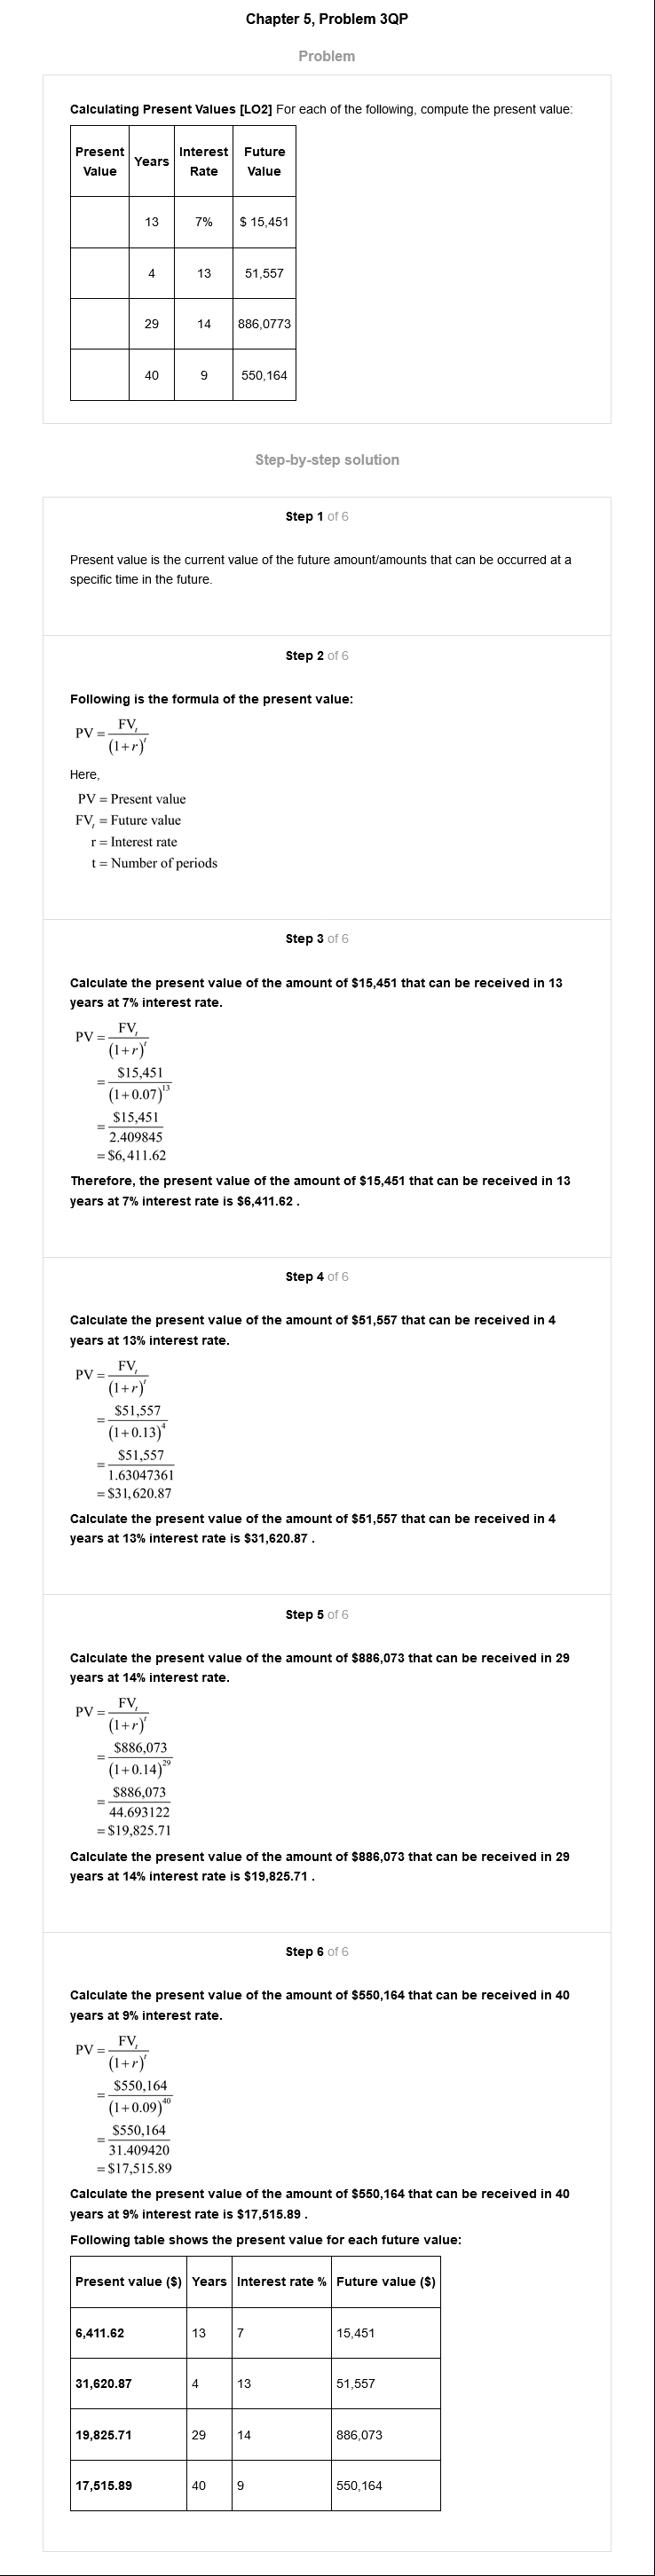 Chapter 5, Problem 3QP
Problem
Calculating Present Values [LO2] For each of the following, compute the present value:
Present Value Years Interest Rate Future Value
13 7% $ 15,451
4 13 51,557
29 14 886,0773
40 9 550,164
Step-by-step solution
Step 1 of 6
Present value is the current value of the future amount/amounts that can be occurred at a
specific time in the future.
Step 2 of 6
Following is the formula of the present value:
PV = FVₜ / (1+r)ᵗ
Here,
PV = Present value
FVₜ = Future value
r = Interest rate
t = Number of periods
Step 3 of 6
Calculate the present value of the amount of $15,451 that can be received in 13
years at 7% interest rate.
PV = FVₜ / (1+r)ᵗ
= $15,451 / (1+0.07)¹³
= $15,451 / 2.409845
= $6,411.62
Therefore, the present value of the amount of $15,451 that can be received in 13
years at 7% interest rate is $6,411.62 .
Step 4 of 6
Calculate the present value of the amount of $51,557 that can be received in 4
years at 13% interest rate.
PV = FVₜ / (1+r)ᵗ
= $51,557 / (1+0.13)⁴
= $51,557 / 1.63047361
= $31,620.87
Calculate the present value of the amount of $51,557 that can be received in 4
years at 13% interest rate is $31,620.87 .
Step 5 of 6
Calculate the present value of the amount of $886,073 that can be received in 29
years at 14% interest rate.
PV = FVₜ / (1+r)ᵗ
= $886,073 / (1+0.14)²⁹
= $886,073 / 44.693122
= $19,825.71
Calculate the present value of the amount of $886,073 that can be received in 29
years at 14% interest rate is $19,825.71 .
Step 6 of 6
Calculate the present value of the amount of $550,164 that can be received in 40
years at 9% interest rate.
PV = FVₜ / (1+r)ᵗ
= $550,164 / (1+0.09)⁴⁰
= $550,164 / 31.409420
= $17,515.89
Calculate the present value of the amount of $550,164 that can be received in 40
years at 9% interest rate is $17,515.89 .
Following table shows the present value for each future value:
Present value ($) Years Interest rate % Future value ($)
6,411.62 13 7 15,451
31,620.87 4 13 51,557
19,825.71 29 14 886,073
17,515.89 40 9 550,164